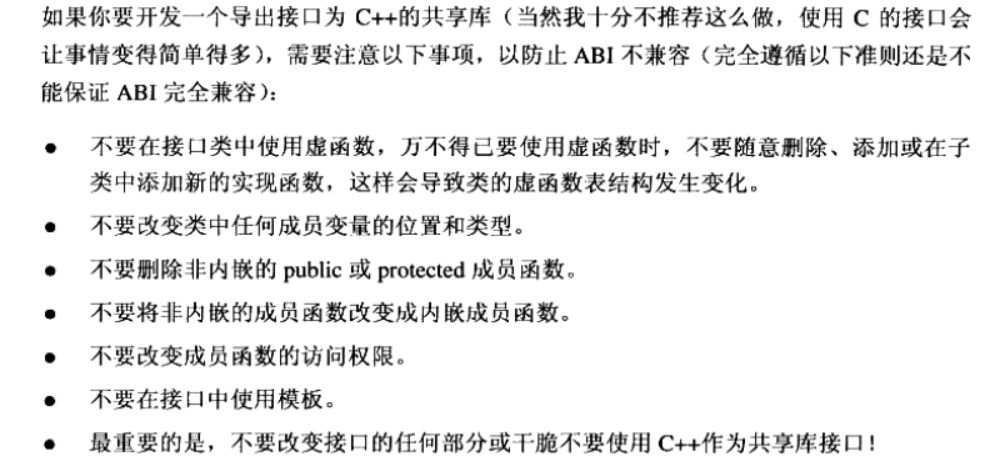 如果你要开发一个导出接口为 C++的共享库（当然我十分不推荐这么做，使用 C 的接口会
让事情变得简单得多），需要注意以下事项，以防止 ABI 不兼容（完全遵循以下准则还是不
能保证 ABI 完全兼容）：
● 不要在接口类中使用虚函数，万不得已要使用虚函数时，不要随意删除、添加或在子
类中添加新的实现函数，这样会导致类的虚函数表结构发生变化。
● 不要改变类中任何成员变量的位置和类型。
● 不要删除非内嵌的 public 或 protected 成员函数。
● 不要将非内嵌的成员函数改变成内嵌成员函数。
● 不要改变成员函数的访问权限。
● 不要在接口中使用模板。
● 最重要的是，不要改变接口的任何部分或干脆不要使用 C++作为共享库接口！